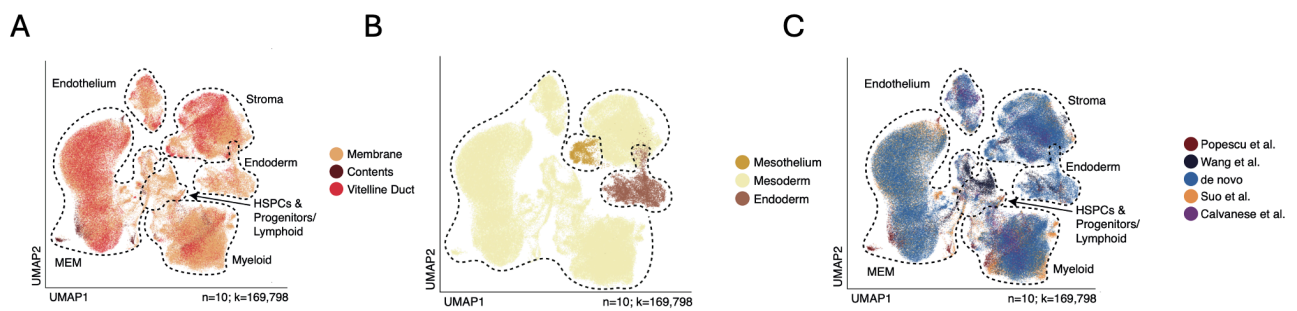 A
Endothelium
Stroma
Endoderm
HSPCs &
Progenitors/
Lymphoid
MEM
Myeloid
UMAP2
UMAP1
n=10; k=169,798
Membrane
Contents
Vitelline Duct
B
UMAP2
UMAP1
n=10; k=169,798
Mesothelium
Mesoderm
Endoderm
C
Endothelium
Stroma
Endoderm
HSPCs &
Progenitors/
Lymphoid
MEM
Myeloid
UMAP2
UMAP1
n=10; k=169,798
Popescu et al.
Wang et al.
de novo
Suo et al.
Calvanese et al.